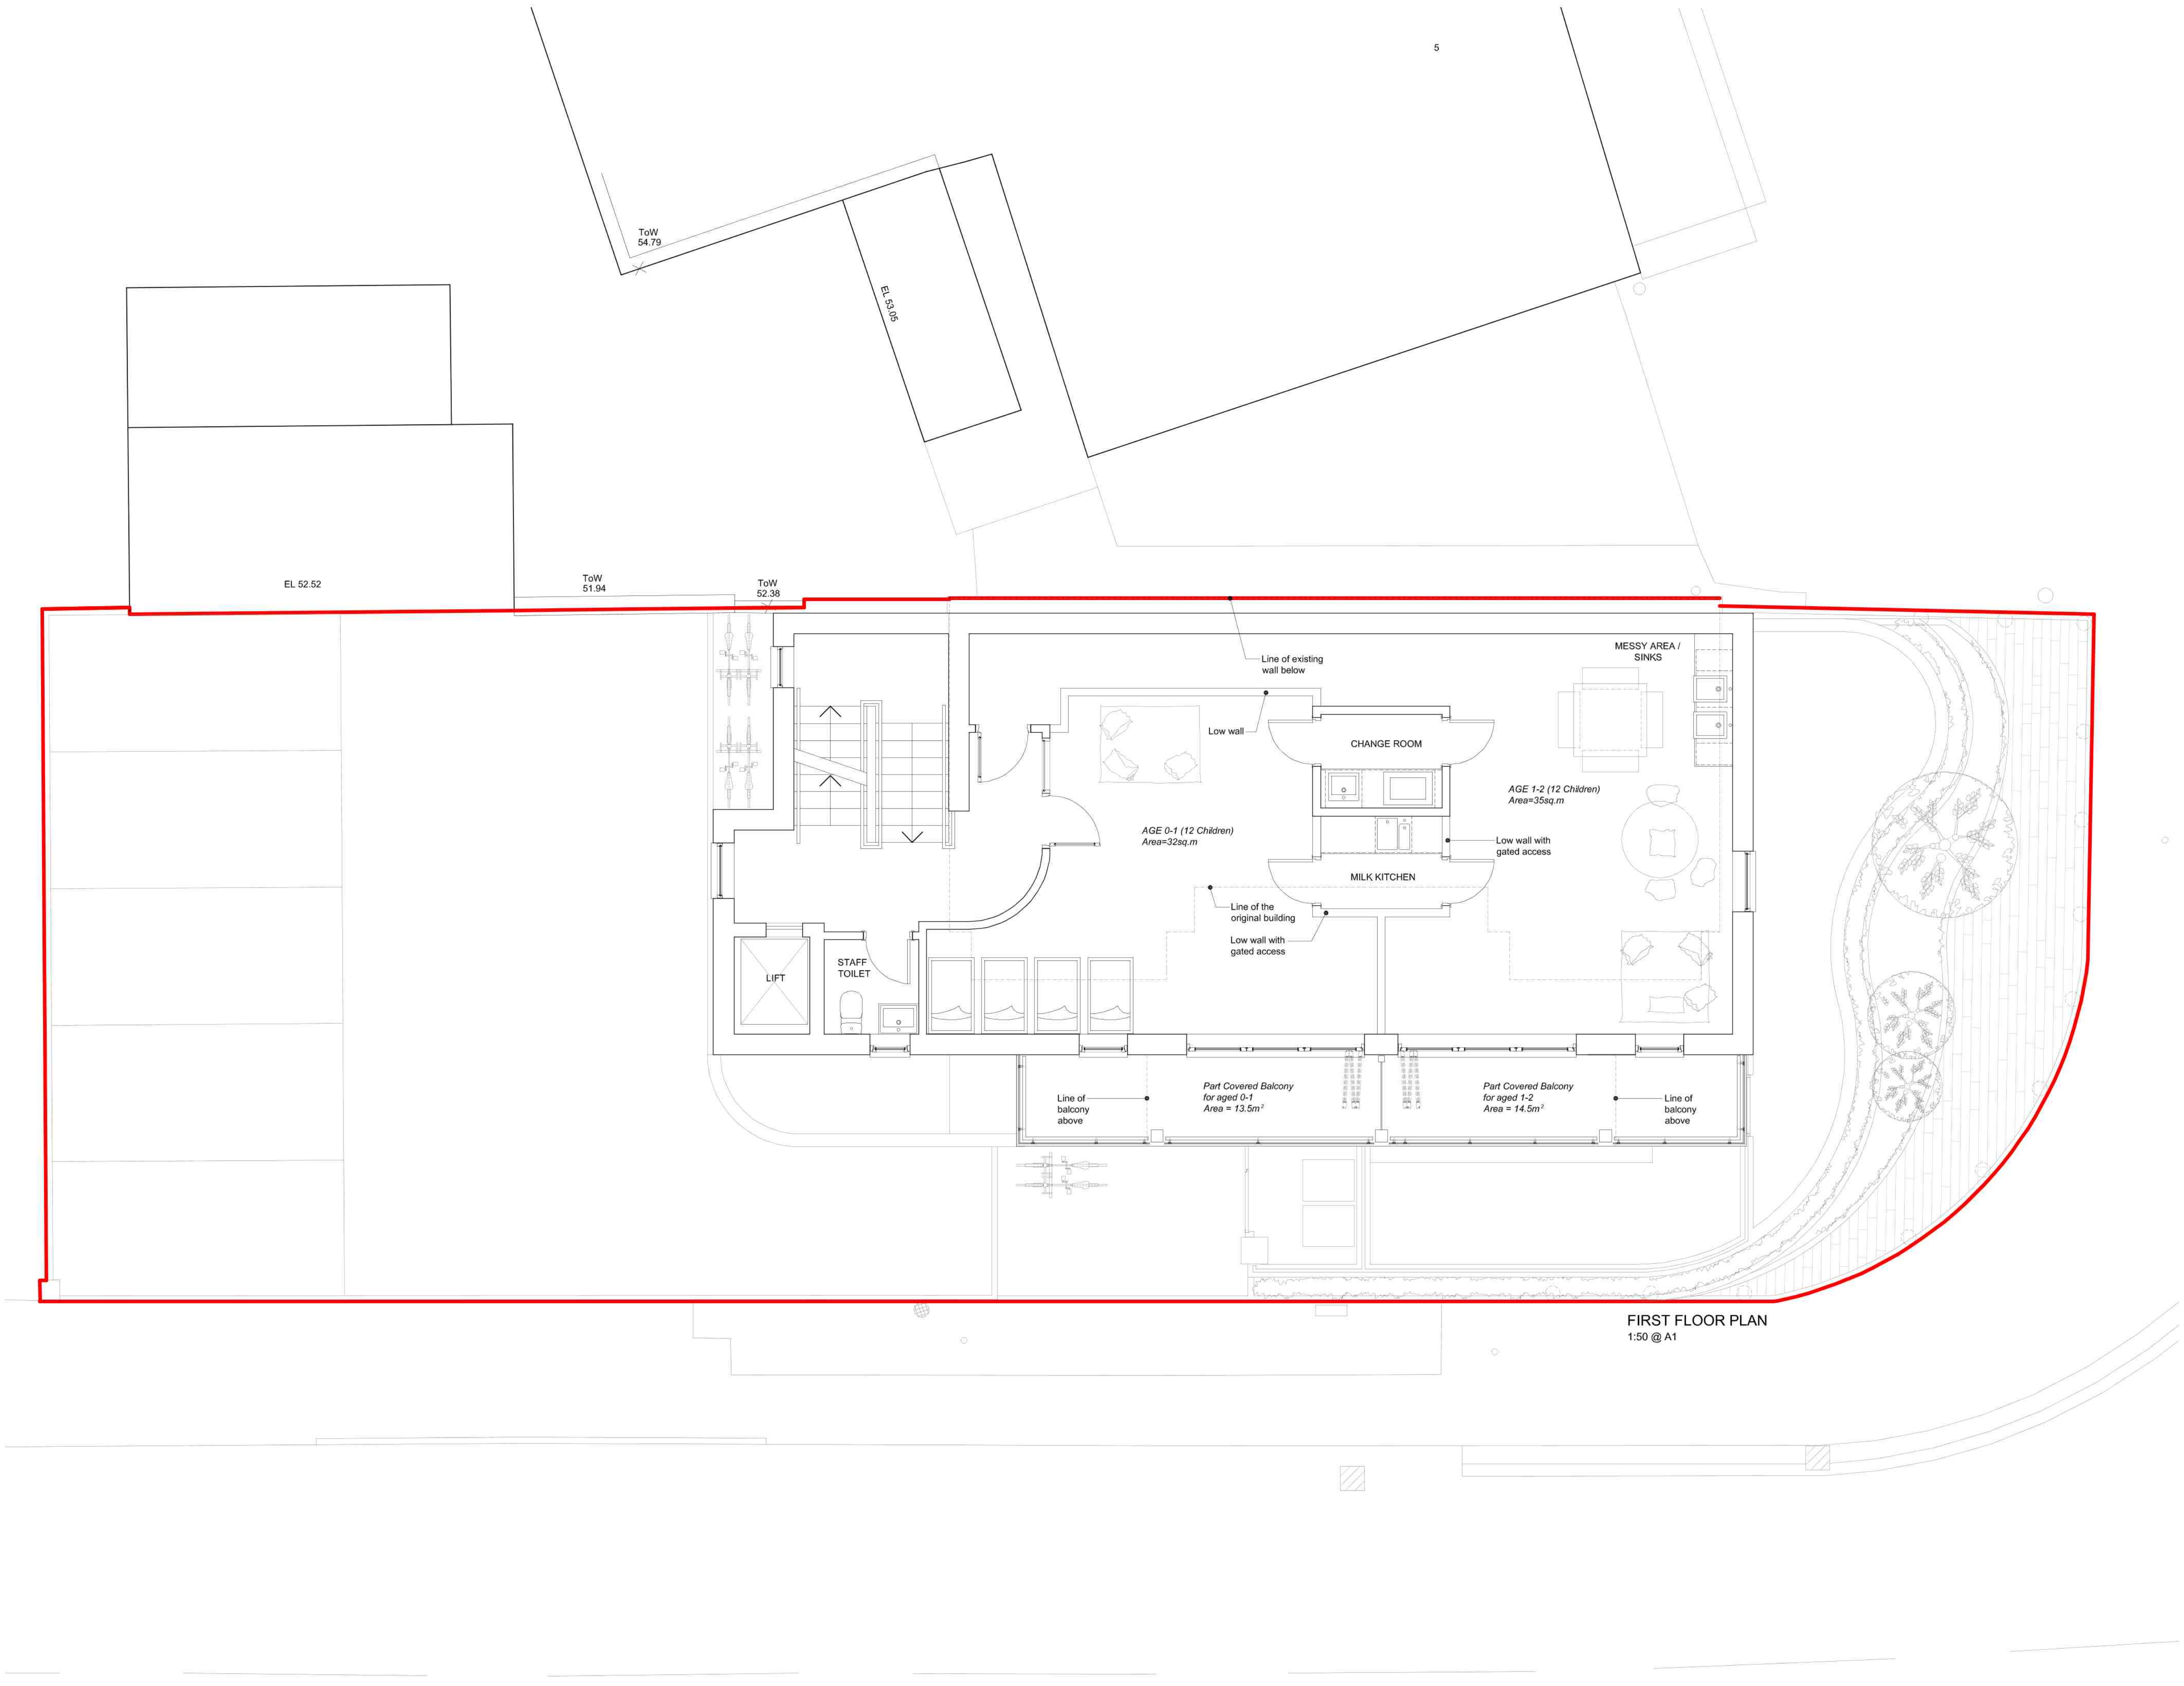 5
ToW
54.79
EL 53.05
EL 52.52
ToW
51.94
ToW
52.38
Line of existing
wall below
MESSY AREA /
SINKS
Low wall
CHANGE ROOM
AGE 1-2 (12 Children)
Area=35sq.m
AGE 0-1 (12 Children)
Area=32sq.m
Low wall with
gated access
MILK KITCHEN
Line of the
original building
Low wall with
gated access
LIFT
STAFF
TOILET
Line of
balcony
above
Part Covered Balcony
for aged 0-1
Area = 13.5m²
Part Covered Balcony
for aged 1-2
Area = 14.5m²
Line of
balcony
above
FIRST FLOOR PLAN
1:50 @ A1